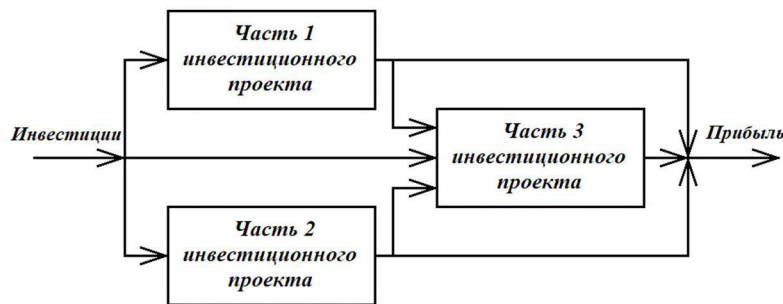 Часть 1
инвестиционного
проекта
Инвестиции
Часть 3
инвестиционного
проекта
Прибыль
Часть 2
инвестиционного
проекта